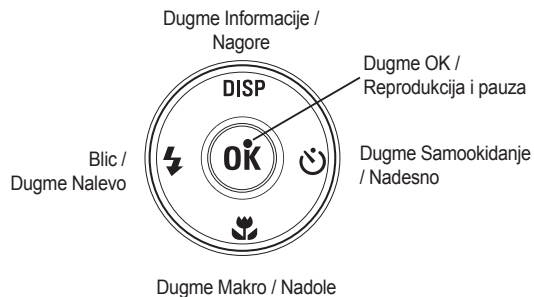 Dugme Informacije /
Nagore
Dugme OK /
Reprodukcija i pauza
DISP
Blic /
Dugme Nalevo
OK
Dugme Samookidanje
/ Nadesno
Dugme Makro / Nadole